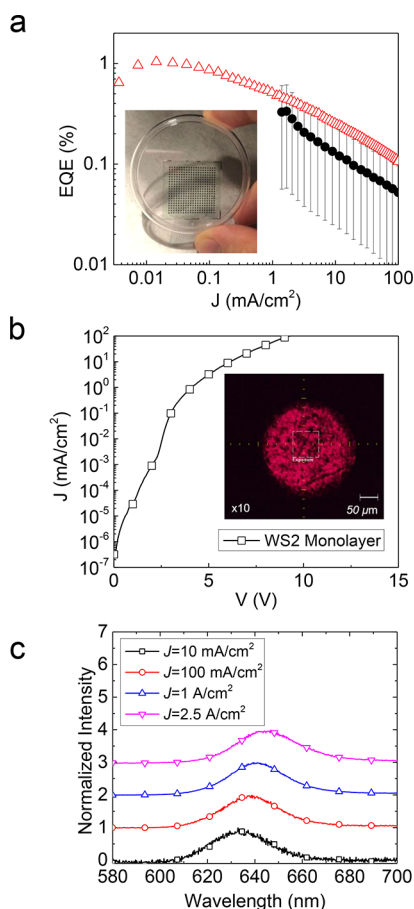 a
EQE (%)
1
0.1
0.01
0.01 0.1 1 10 100
J (mA/cm²)
b
J (mA/cm²)
10²
10¹
10⁰
10⁻¹
10⁻²
10⁻³
10⁻⁴
10⁻⁵
10⁻⁶
10⁻⁷
Exposure
x10
50 µm
WS2 Monolayer
0 5 10 15
V (V)
c
Normalized Intensity
7
6
5
4
3
2
1
0
J=10 mA/cm²
J=100 mA/cm²
J=1 A/cm²
J=2.5 A/cm²
580 600 620 640 660 680 700
Wavelength (nm)